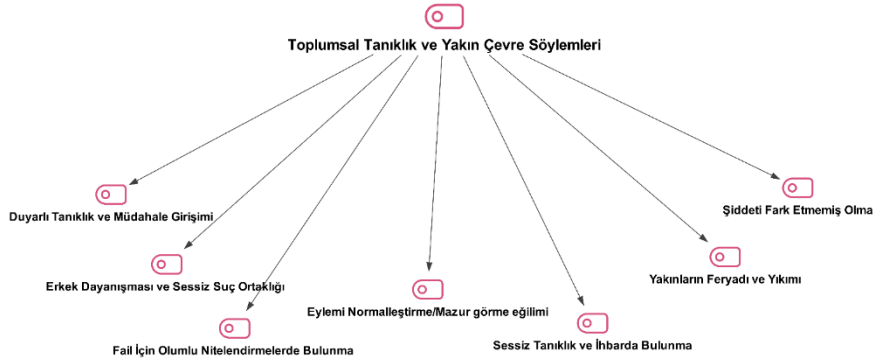 Toplumsal Tanıklık ve Yakın Çevre Söylemleri
Duyarlı Tanıklık ve Müdahale Girişimi
Şiddeti Fark Etmemiş Olma
Erkek Dayanışması ve Sessiz Suç Ortaklığı
Yakınların Feryadı ve Yıkımı
Eylemi Normalleştirme/Mazur görme eğilimi
Fail İçin Olumlu Nitelendirmelerde Bulunma
Sessiz Tanıklık ve İhbarda Bulunma